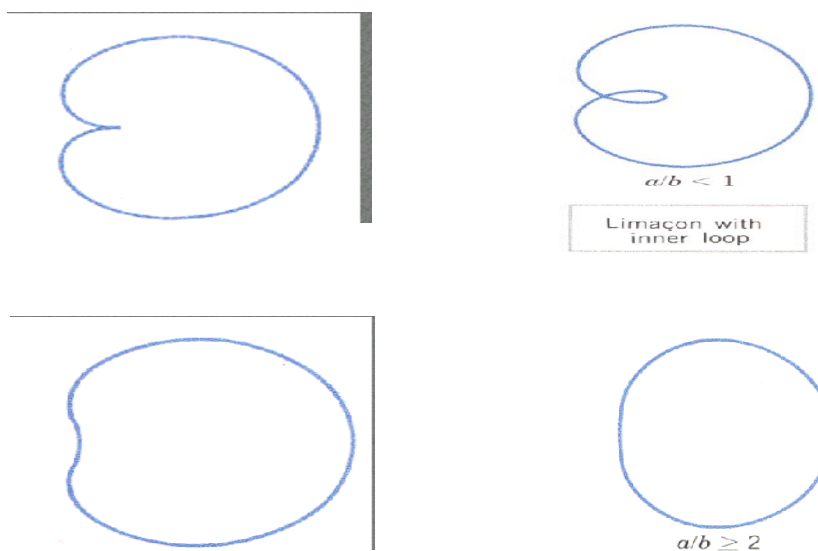 a/b < 1
Limaçon with
inner loop
a/b ≥ 2